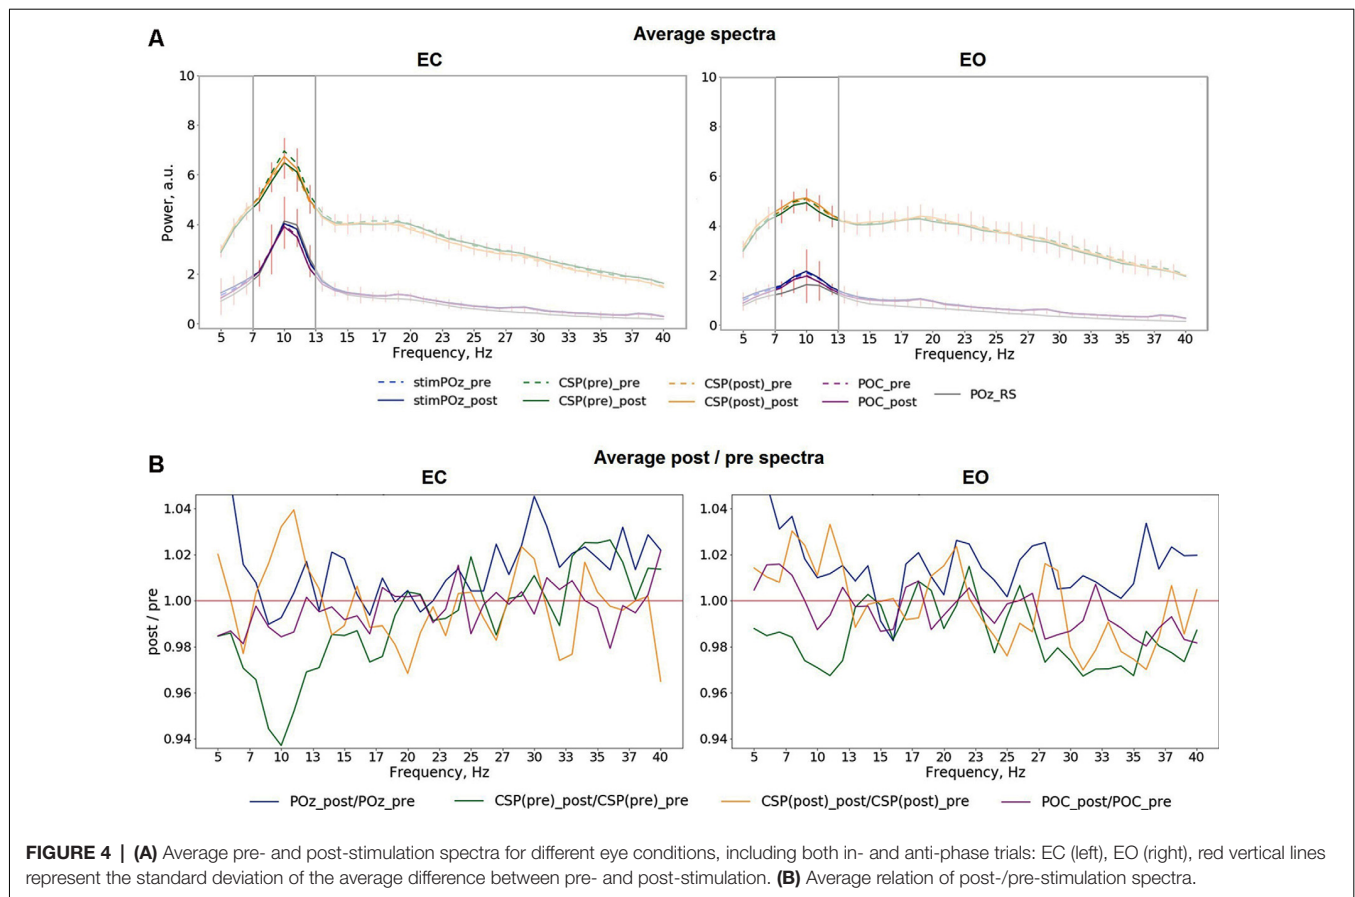 A
Average spectra
EC
EO
10
8
6
4
2
0
Power, a.u.
5 7 10 13 15 17 20 23 25 27 30 33 35 37 40
Frequency, Hz
10
8
6
4
2
0
5 7 10 13 15 17 20 23 25 27 30 33 35 37 40
Frequency, Hz
stimPOz_pre CSP(pre)_pre CSP(post)_pre POC_pre
stimPOz_post CSP(pre)_post CSP(post)_post POC_post POz_RS
B
Average post / pre spectra
EC
EO
1.04
1.02
1.00
0.98
0.96
0.94
post / pre
5 7 10 13 15 17 20 23 25 27 30 33 35 37 40
Frequency, Hz
1.04
1.02
1.00
0.98
0.96
0.94
5 7 10 13 15 17 20 23 25 27 30 33 35 37 40
Frequency, Hz
POz_post/POz_pre CSP(pre)_post/CSP(pre)_pre CSP(post)_post/CSP(post)_pre POC_post/POC_pre
FIGURE 4 | (A) Average pre- and post-stimulation spectra for different eye conditions, including both in- and anti-phase trials: EC (left), EO (right), red vertical lines
represent the standard deviation of the average difference between pre- and post-stimulation. (B) Average relation of post-/pre-stimulation spectra.